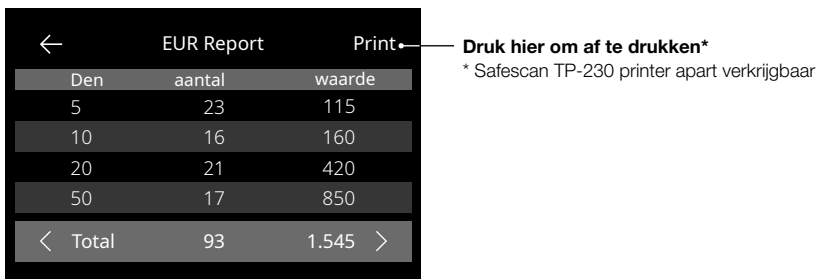 EUR Report Print
Druk hier om af te drukken*
* Safescan TP-230 printer apart verkrijgbaar
Den aantal waarde
5 23 115
10 16 160
20 21 420
50 17 850
Total 93 1.545